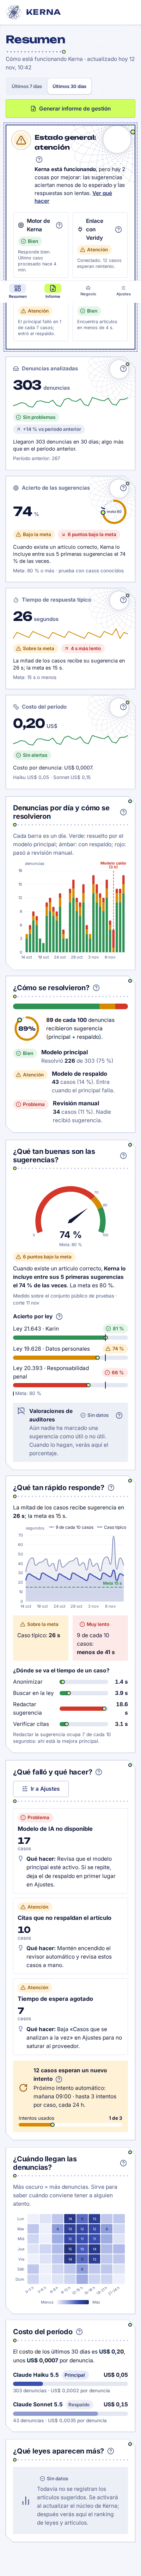 KERNA
Resumen
Cómo está funcionando Kerna · actualizado hoy 12
nov, 10:42
Últimos 7 días
Últimos 30 días
Generar informe de gestión
Estado general:
atención
Kerna está funcionando, pero hay 2
cosas por mejorar: las sugerencias
aciertan menos de lo esperado y las
respuestas son lentas. Ver qué
hacer
Motor de
Kerna
Bien
Responde bien.
Último caso
procesado hace 4
min.
Enlace
con
Veridy
Atención
Conectado. 12 casos
esperan reintento.
Resumen
Informe
Negocio
Ajustes
Atención
El principal falló en 1
de cada 7 casos;
entró el respaldo.
Bien
Encuentra artículos
en menos de 4 s.
Denuncias analizadas
303 denuncias
Sin problemas
+14 % vs periodo anterior
Llegaron 303 denuncias en 30 días; algo más
que en el periodo anterior.
Periodo anterior: 267
Acierto de las sugerencias
74 %
meta 80
Bajo la meta
6 puntos bajo la meta
Cuando existe un artículo correcto, Kerna lo
incluye entre sus 5 primeras sugerencias el 74
% de las veces.
Meta: 80 % o más · prueba con casos conocidos
Tiempo de respuesta típico
26 segundos
Sobre la meta
4 s más lento
La mitad de los casos recibe su sugerencia en
26 s; la meta es 15 s.
Meta: 15 s o menos
Costo del periodo
0,20 US$
Sin alertas
Costo por denuncia: US$ 0,0007.
Haiku US$ 0,05 · Sonnet US$ 0,15
Denuncias por día y cómo se
resolvieron
Cada barra es un día. Verde: resuelto por el
modelo principal; ámbar: con respaldo; rojo:
pasó a revisión manual.
denuncias
Modelo caído
14 oct
19 oct
24 oct
29 oct
3 nov
8 nov
¿Cómo se resolvieron?
89%
89 de cada 100 denuncias
recibieron sugerencia
(principal + respaldo).
Bien
Modelo principal
Resolvió 226 de 303 (75 %)
Atención
Modelo de respaldo
43 casos (14 %). Entra
cuando el principal falla.
Problema
Revisión manual
34 casos (11 %). Nadie
recibió sugerencia.
¿Qué tan buenas son las
sugerencias?
0
100
74 %
Meta: 80 %
6 puntos bajo la meta
Cuando existe un artículo correcto, Kerna lo
incluye entre sus 5 primeras sugerencias
el 74 % de las veces. La meta es 80 %.
Medido sobre el conjunto público de pruebas ·
corte 11 nov
Acierto por ley
Ley 21.643 · Karin
81 %
Ley 19.628 · Datos personales
74 %
Ley 20.393 · Responsabilidad
penal
66 %
Meta: 80 %
Valoraciones de
auditores
Sin datos
Aún nadie ha marcado una
sugerencia como útil o no útil.
Cuando lo hagan, verás aquí el
porcentaje.
¿Qué tan rápido responde?
La mitad de los casos recibe sugerencia en
26 s; la meta es 15 s.
segundos
9 de cada 10 casos
Caso típico
70
60
50
40
30
20
10
0
Meta 15 s
14 oct
19 oct
24 oct
29 oct
3 nov
8 nov
Sobre la meta
Caso típico: 26 s
Muy lento
9 de cada 10
casos:
menos de 41 s
¿Dónde se va el tiempo de un caso?
Anonimizar
1.4 s
Buscar en la ley
3.9 s
Redactar
sugerencia
18.6
s
Verificar citas
3.1 s
Redactar la sugerencia ocupa 7 de cada 10
segundos: ahí está la mejora principal.
¿Qué falló y qué hacer?
Ir a Ajustes
Problema
Modelo de IA no disponible
17
casos
Qué hacer: Revisa que el modelo
principal esté activo. Si se repite,
deja el de respaldo en primer lugar
en Ajustes.
Atención
Citas que no respaldan el artículo
10
casos
Qué hacer: Mantén encendido el
revisor automático y revisa estos
casos a mano.
Atención
Tiempo de espera agotado
7
casos
Qué hacer: Baja «Casos que se
analizan a la vez» en Ajustes para no
saturar al proveedor.
12 casos esperan un nuevo
intento
Próximo intento automático:
mañana 09:00 · hasta 3 intentos
por caso, cada 24 h.
Intentos usados
1 de 3
¿Cuándo llegan las
denuncias?
Más oscuro = más denuncias. Sirve para
saber cuándo conviene tener a alguien
atento.
Lun
Mar
Mié
Jue
Vie
Sáb
Dom
Menos
Más
Costo del periodo
El costo de los últimos 30 días es US$ 0,20,
unos US$ 0,0007 por denuncia.
Claude Haiku 5.5
Principal
US$ 0,05
303 denuncias · US$ 0,0002 por denuncia
Claude Sonnet 5.5
Respaldo
US$ 0,15
43 denuncias · US$ 0,0035 por denuncia
¿Qué leyes aparecen más?
Sin datos
Todavía no se registran los
artículos sugeridos. Se activará
al actualizar el núcleo de Kerna;
después verás aquí el ranking
de leyes y artículos.